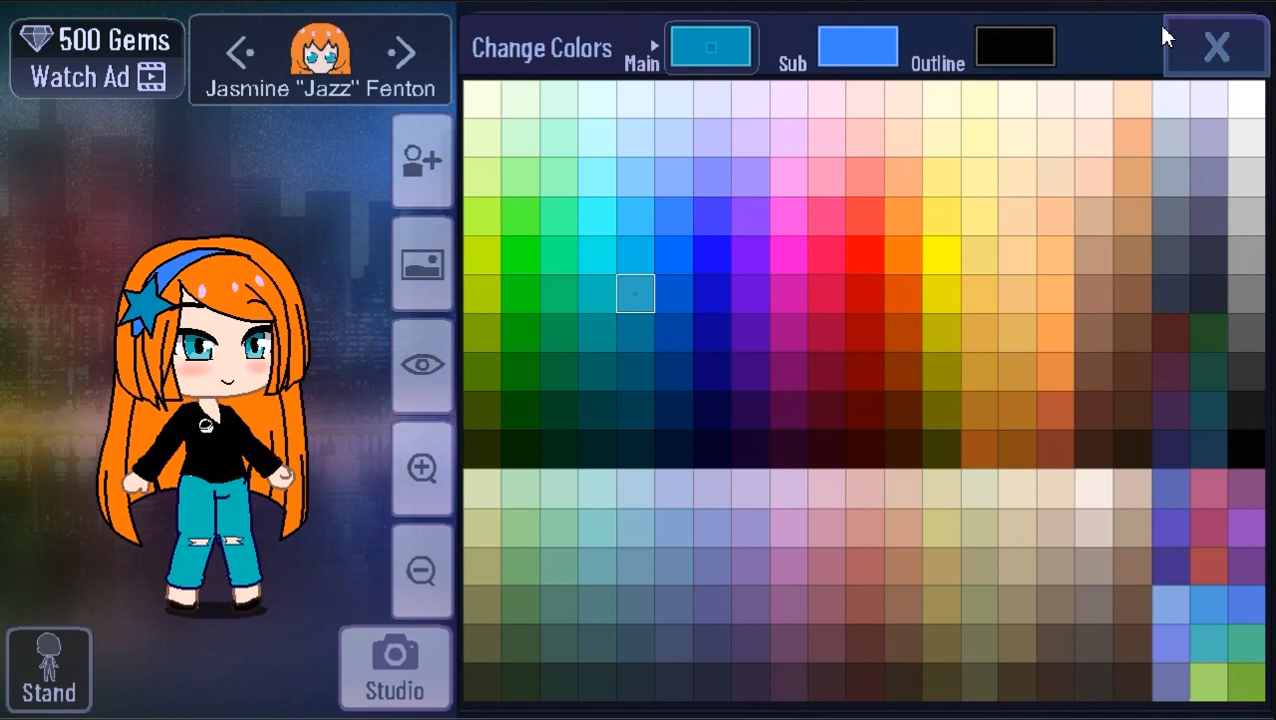 500 Gems
Watch Ad
Jasmine "Jazz" Fenton
Change Colors
Main
Sub
Outline
X
Stand
Studio